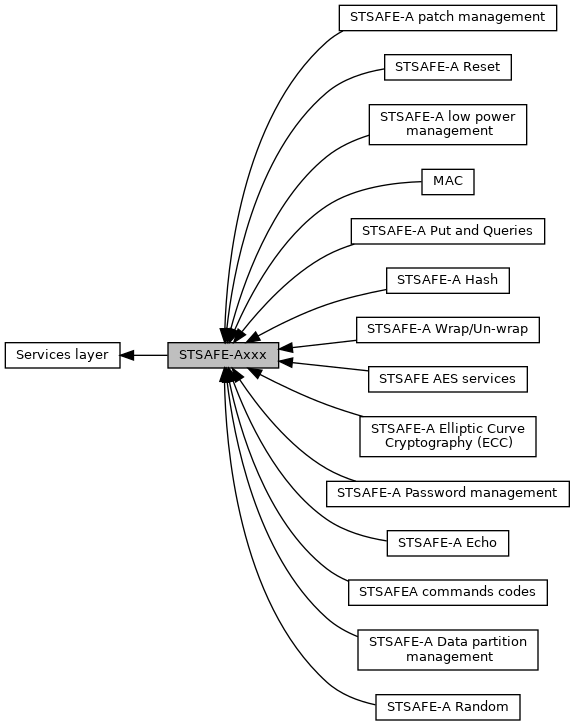 STSAFE-A patch management
STSAFE-A Reset
STSAFE-A low power
management
MAC
STSAFE-A Put and Queries
STSAFE-A Hash
STSAFE-A Wrap/Un-wrap
Services layer
STSAFE-Axxx
STSAFE AES services
STSAFE-A Elliptic Curve
Cryptography (ECC)
STSAFE-A Password management
STSAFE-A Echo
STSAFEA commands codes
STSAFE-A Data partition
management
STSAFE-A Random